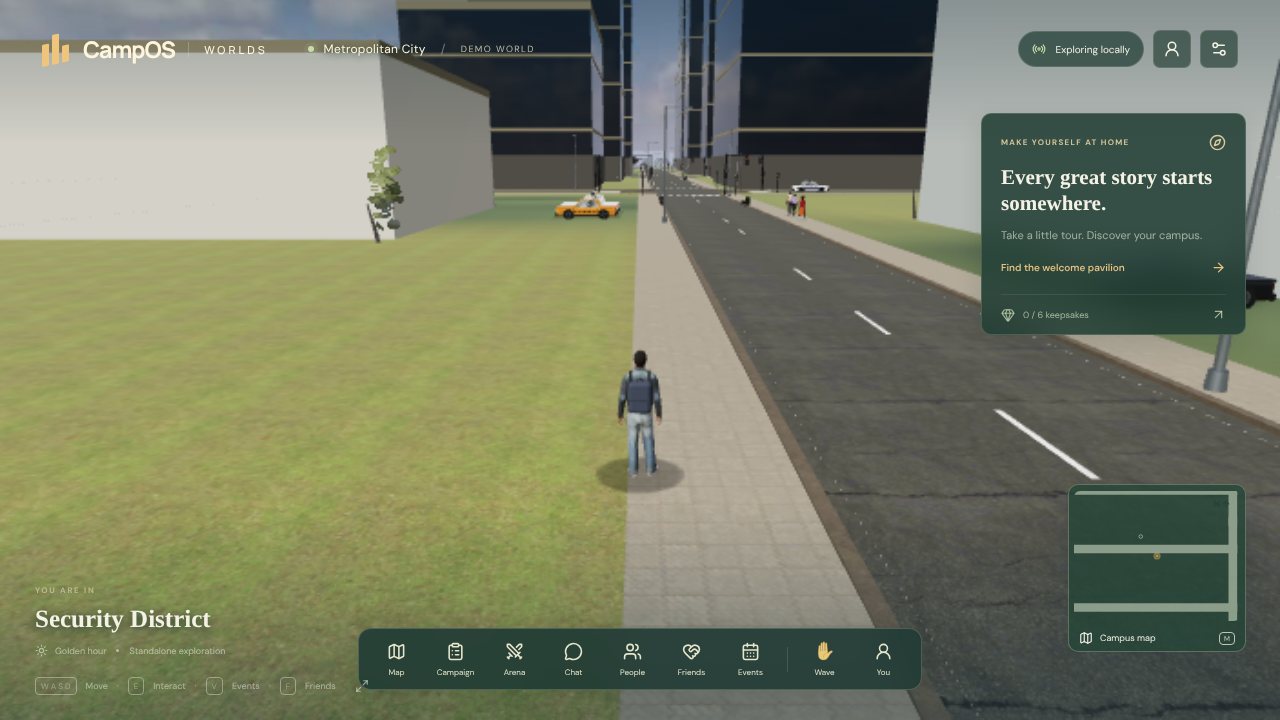 CampOS
WORLDS
Metropolitan City / DEMO WORLD
Exploring locally
MAKE YOURSELF AT HOME
Every great story starts
somewhere.
Take a little tour. Discover your campus.
Find the welcome pavilion
0 / 6 keepsakes
Campus map
M
YOU ARE IN
Security District
Golden hour • Standalone exploration
WASD Move · E Interact · V Events · F Friends
Map
Campaign
Arena
Chat
People
Friends
Events
Wave
You